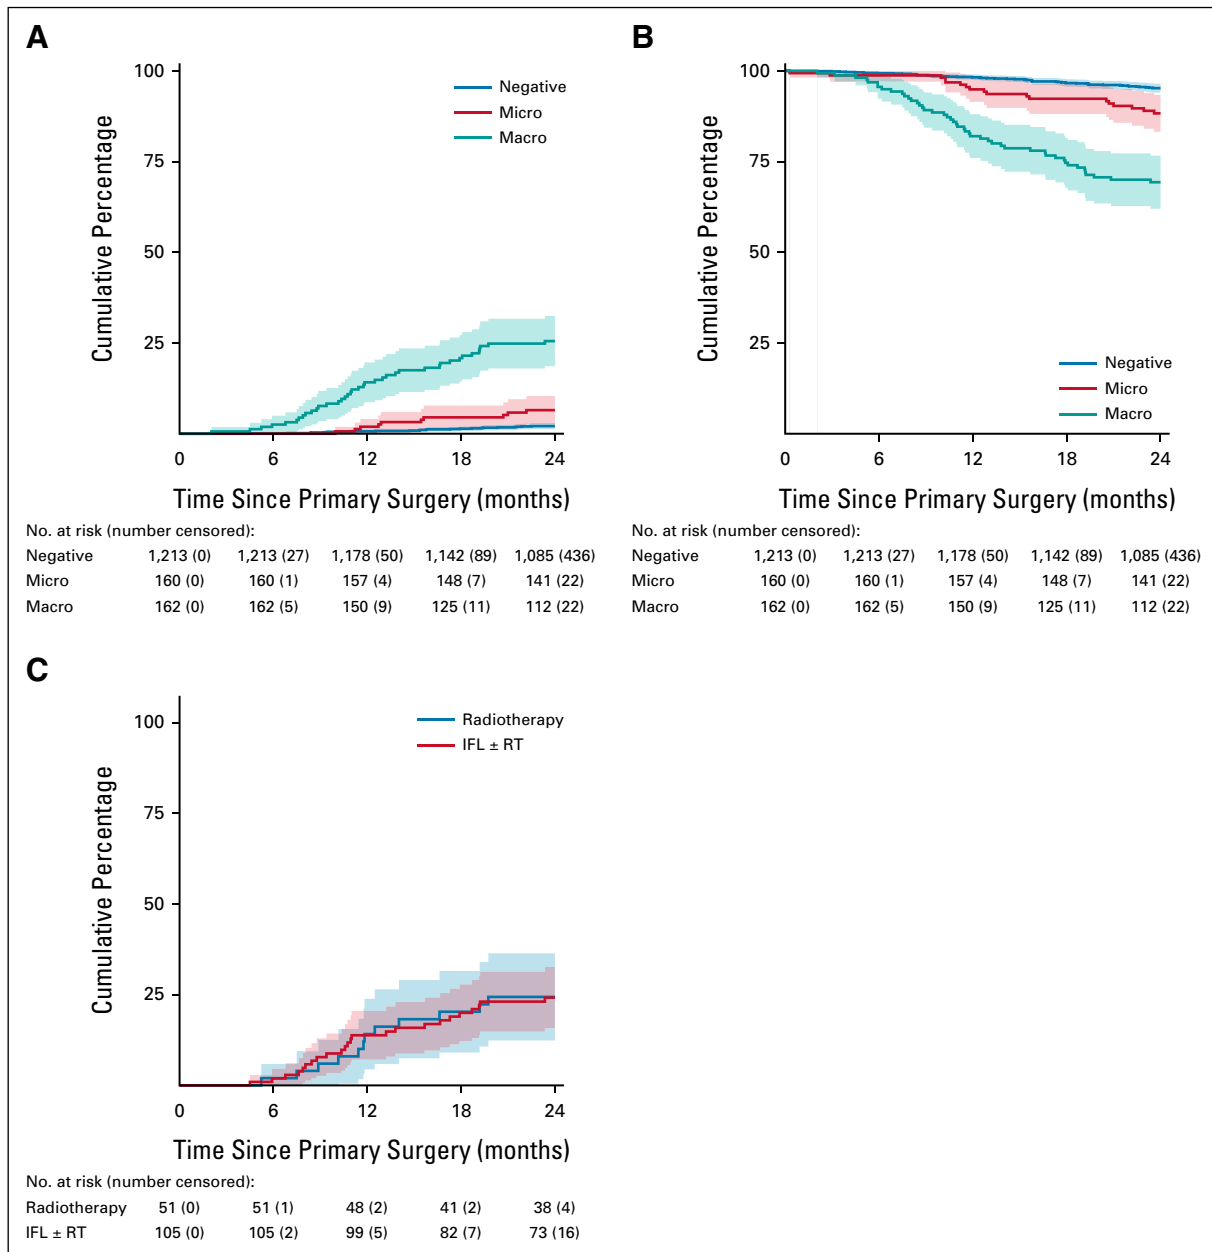 A
Cumulative Percentage
100
75
50
25
0 6 12 18 24
Negative
Micro
Macro
Time Since Primary Surgery (months)
No. at risk (number censored):
Negative 1,213 (0) 1,213 (27) 1,178 (50) 1,142 (89) 1,085 (436)
Micro 160 (0) 160 (1) 157 (4) 148 (7) 141 (22)
Macro 162 (0) 162 (5) 150 (9) 125 (11) 112 (22)
B
Cumulative Percentage
100
75
50
25
Negative
Micro
Macro
0 6 12 18 24
Time Since Primary Surgery (months)
No. at risk (number censored):
Negative 1,213 (0) 1,213 (27) 1,178 (50) 1,142 (89) 1,085 (436)
Micro 160 (0) 160 (1) 157 (4) 148 (7) 141 (22)
Macro 162 (0) 162 (5) 150 (9) 125 (11) 112 (22)
C
Cumulative Percentage
100
75
50
25
Radiotherapy
IFL ± RT
0 6 12 18 24
Time Since Primary Surgery (months)
No. at risk (number censored):
Radiotherapy 51 (0) 51 (1) 48 (2) 41 (2) 38 (4)
IFL ± RT 105 (0) 105 (2) 99 (5) 82 (7) 73 (16)